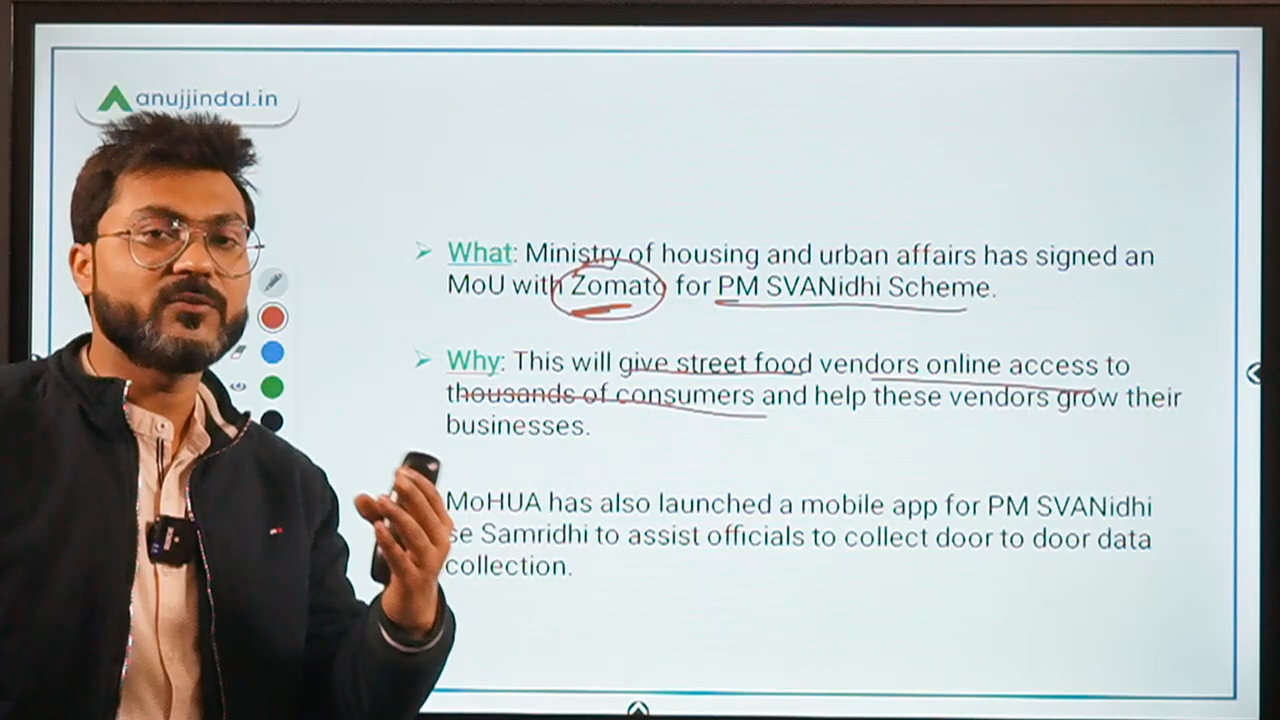 anujjindal.in
What: Ministry of housing and urban affairs has signed an
MoU with Zomato for PM SVANidhi Scheme.
Why: This will give street food vendors online access to
thousands of consumers and help these vendors grow their
businesses.
MoHUA has also launched a mobile app for PM SVANidhi
se Samridhi to assist officials to collect door to door data
collection.